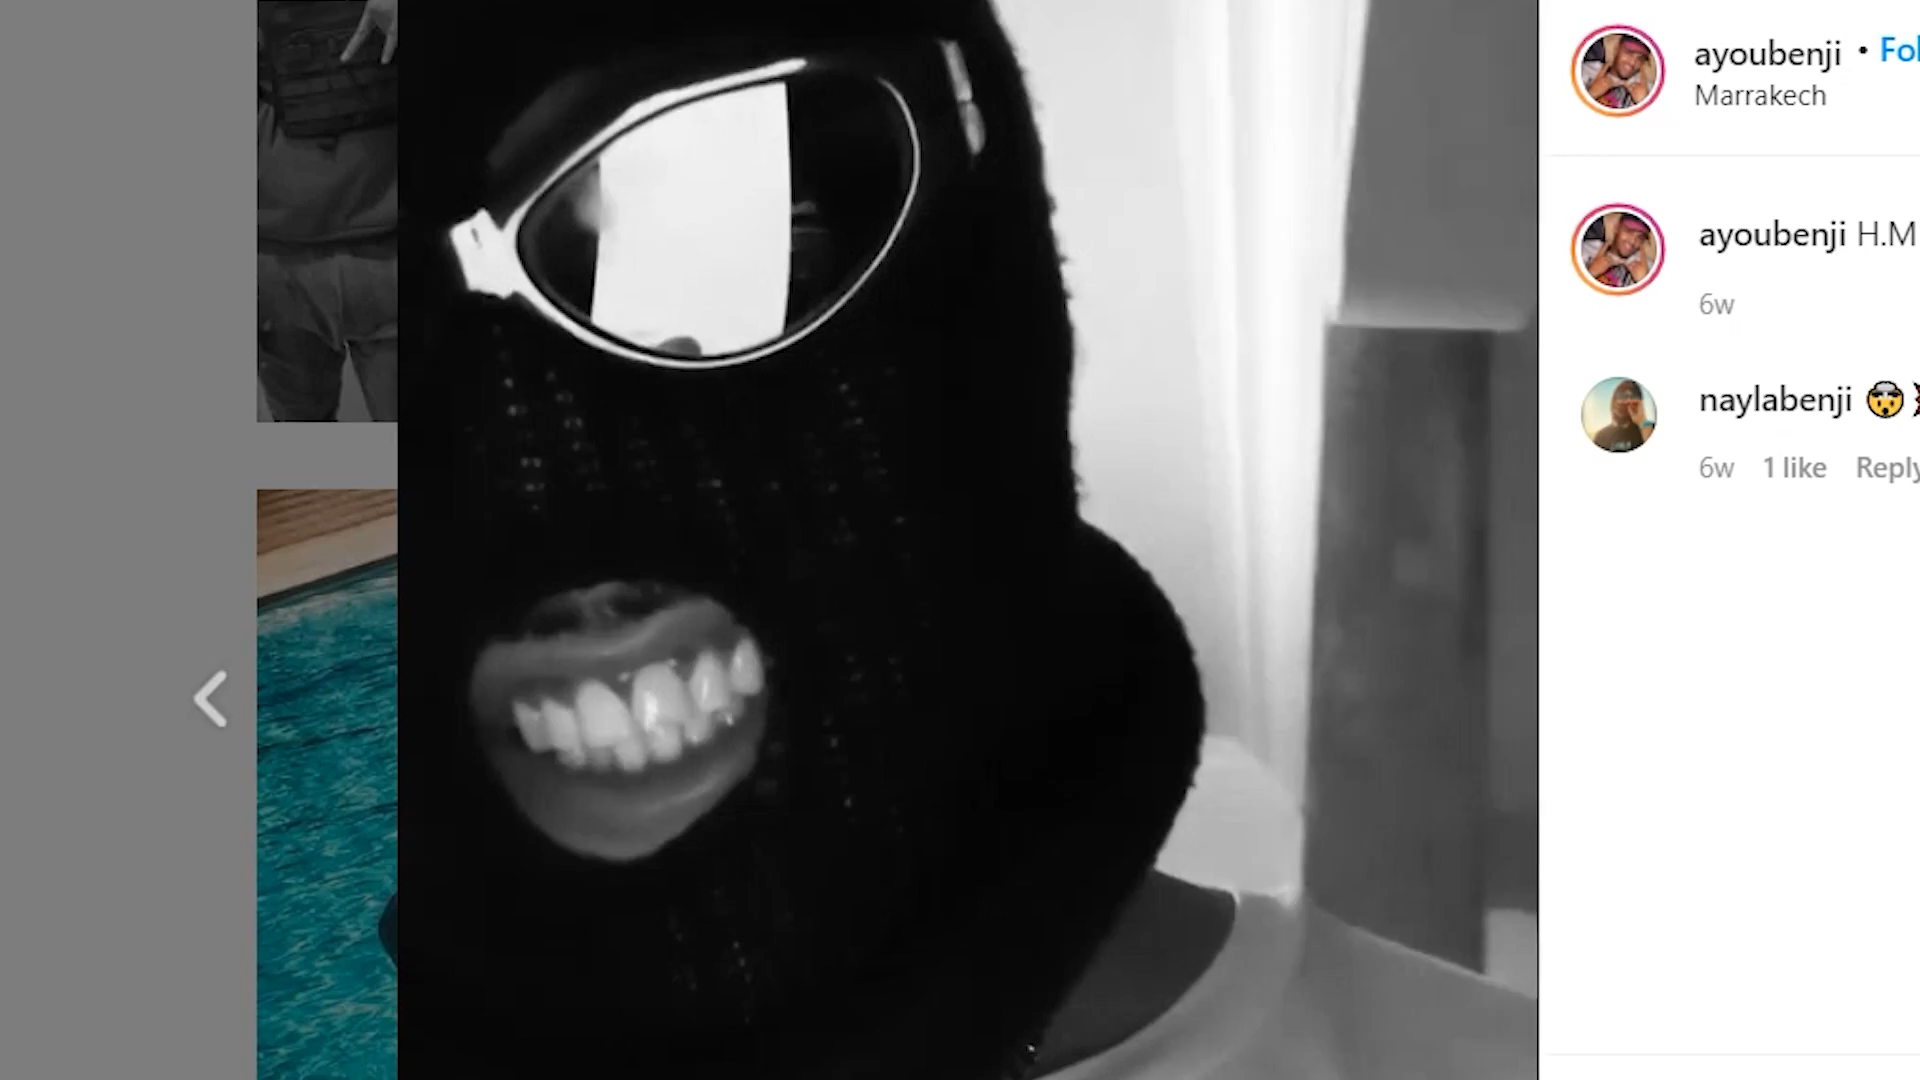 ayoubenji • Fol
Marrakech
ayoubenji H.M
6w
naylabenji 🤯
6w 1 like Reply